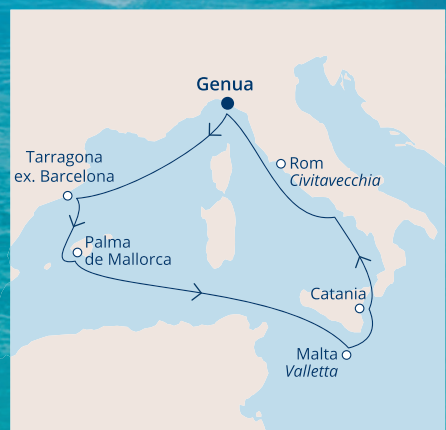 Genua
Tarragona
ex. Barcelona
Rom
Civitavecchia
Palma
de Mallorca
Catania
Malta
Valletta